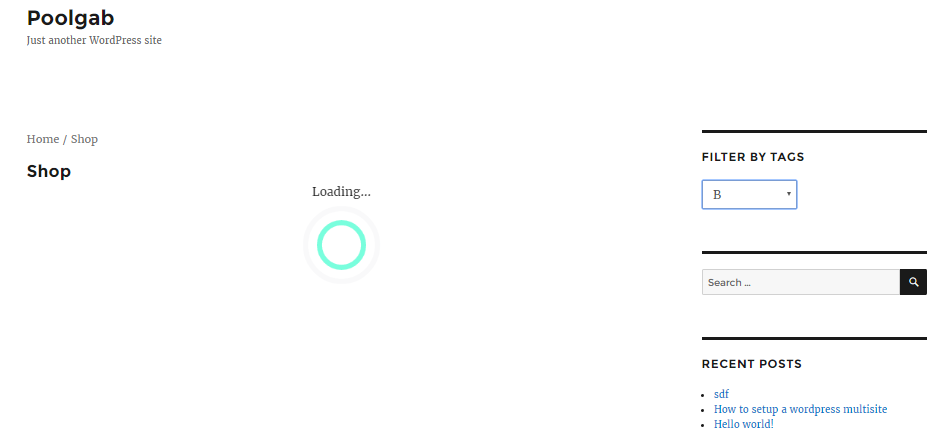 Poolgab
Just another WordPress site
Home / Shop
Shop
Loading...
FILTER BY TAGS
B
Search ...
RECENT POSTS
sdf
How to setup a wordpress multisite
Hello world!